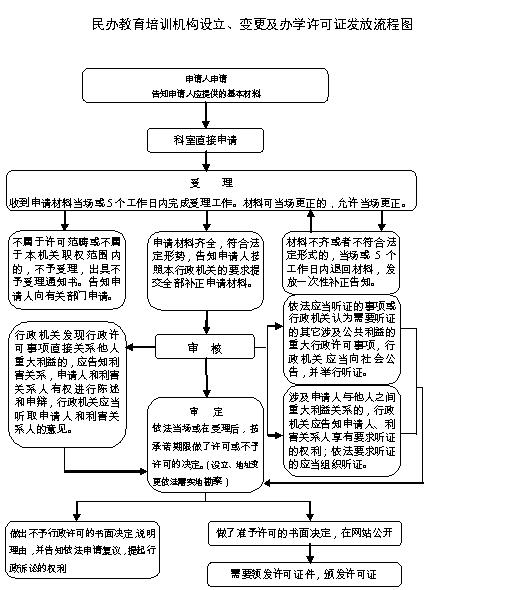 民办教育培训机构设立、变更及办学许可证发放流程图
申请人申请
告知申请人应提供的基本材料
科室直接申请
受 理
收到申请材料当场或5个工作日内完成受理工作。材料可当场更正的，允许当场更正。
不属于许可范畴或不属
于本机关职权范围内
的，不予受理，出具不
予受理通知书。告知申
请人向有关部门申请。
申请材料齐全，符合法
定形势，告知申请人按
照本行政机关的要求提
交全部补正申请材料。
材料不齐或者不符合法
定形式的，当场或 5 个
工作日内退回材料，发
放一次性补正告知。
行政机关发现行政许
可事项直接关系他人
重大利益的，应告知利
害关系，申请人和利害
关系人有权进行陈述
和申辩，行政机关应当
听取申请人和利害关
系人的意见。
审 核
依法应当听证的事项或
行政机关认为需要听证
的其它涉及公共利益的
重大行政许可事项，行
政机关应当向社会公
告，并举行听证。
审 定
依法当场或在受理后，按
承诺期限做了许可或不予
许可的决定。（设立、地址变
更依法需实地勘察）
涉及申请人与他人之间
重大利益关系的，行政
机关应告知申请人、利
害关系人享有要求听证
的权利；依法要求听证
的应当组织听证。
做出不予行政许可的书面决定，说明
理由，并告知依法申请复议，提起行
政诉讼的权利
做了准予许可的书面决定，在网站公开
需要颁发许可证件，颁发许可证